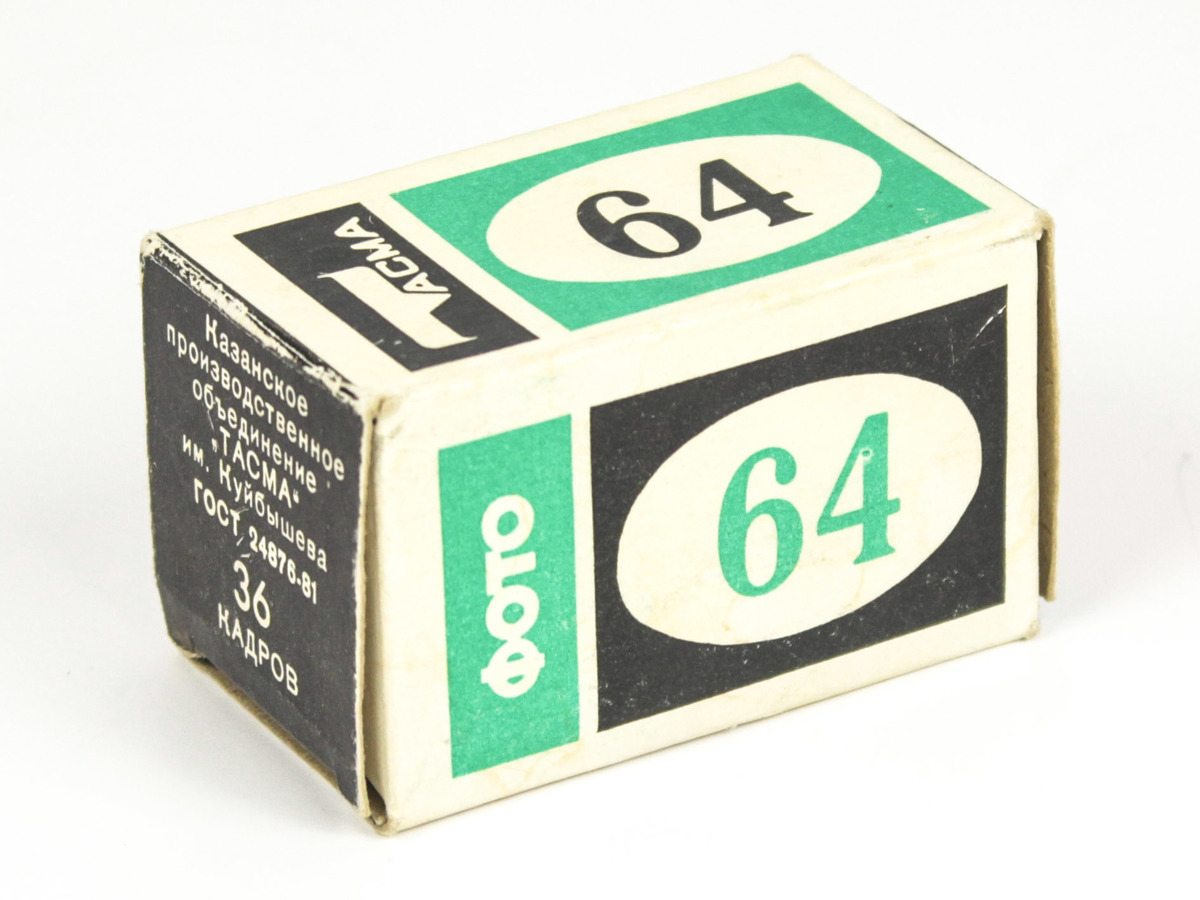 64
ТАСМА
Казанское
производственное
объединение
„ТАСМА“
им. Куйбышева
ГОСТ 24876-81
36
КАДРОВ
ФОТО
64